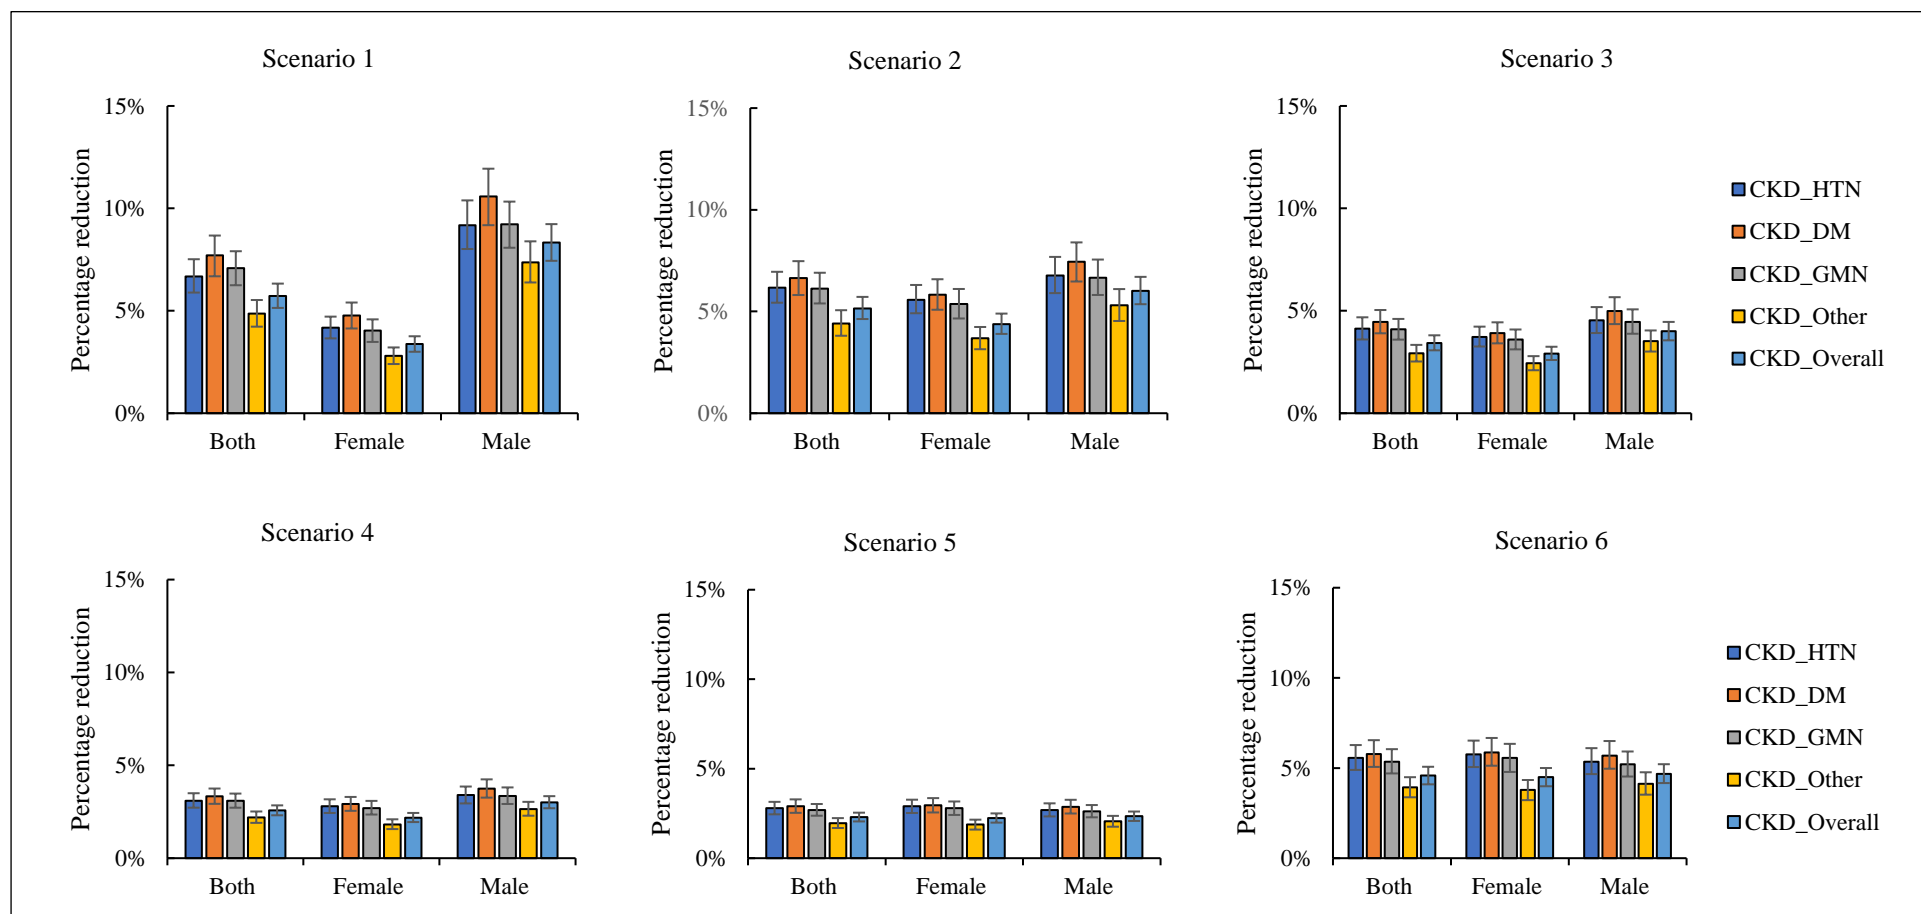 Scenario 1
Percentage reduction
15%
10%
5%
0%
Both Female Male
Scenario 2
Percentage reduction
15%
10%
5%
0%
Both Female Male
Scenario 3
Percentage reduction
15%
10%
5%
0%
Both Female Male
CKD_HTN
CKD_DM
CKD_GMN
CKD_Other
CKD_Overall
Scenario 4
Percentage reduction
15%
10%
5%
0%
Both Female Male
Scenario 5
Percentage reduction
15%
10%
5%
0%
Both Female Male
Scenario 6
Percentage reduction
15%
10%
5%
0%
Both Female Male
CKD_HTN
CKD_DM
CKD_GMN
CKD_Other
CKD_Overall